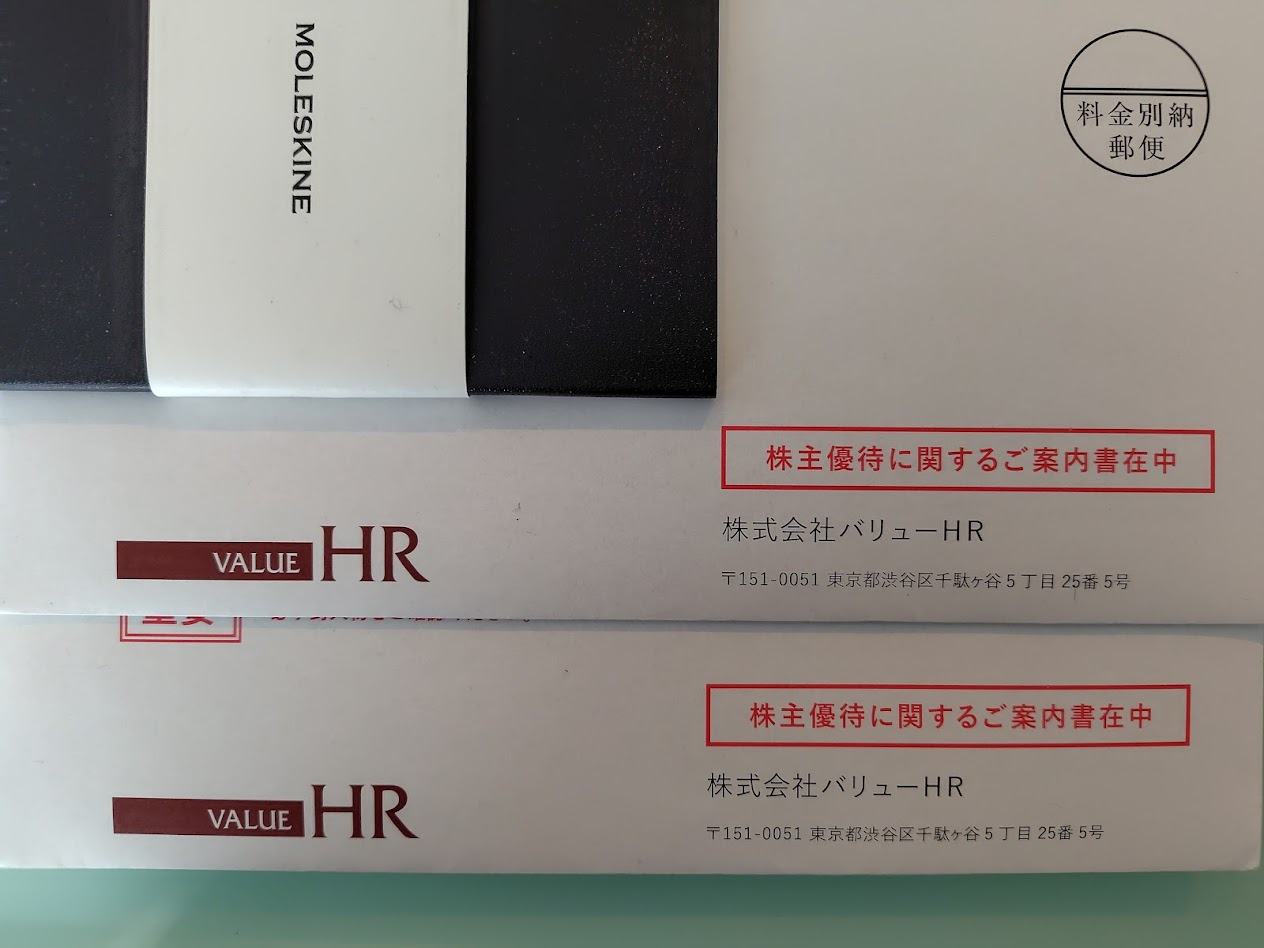 MOLESKINE
料金別納
郵便
株主優待に関するご案内書在中
株式会社バリューHR
〒151-0051 東京都渋谷区千駄ヶ谷5丁目25番5号
VALUE HR
重要
株主優待に関するご案内書在中
株式会社バリューHR
〒151-0051 東京都渋谷区千駄ヶ谷5丁目25番5号
VALUE HR